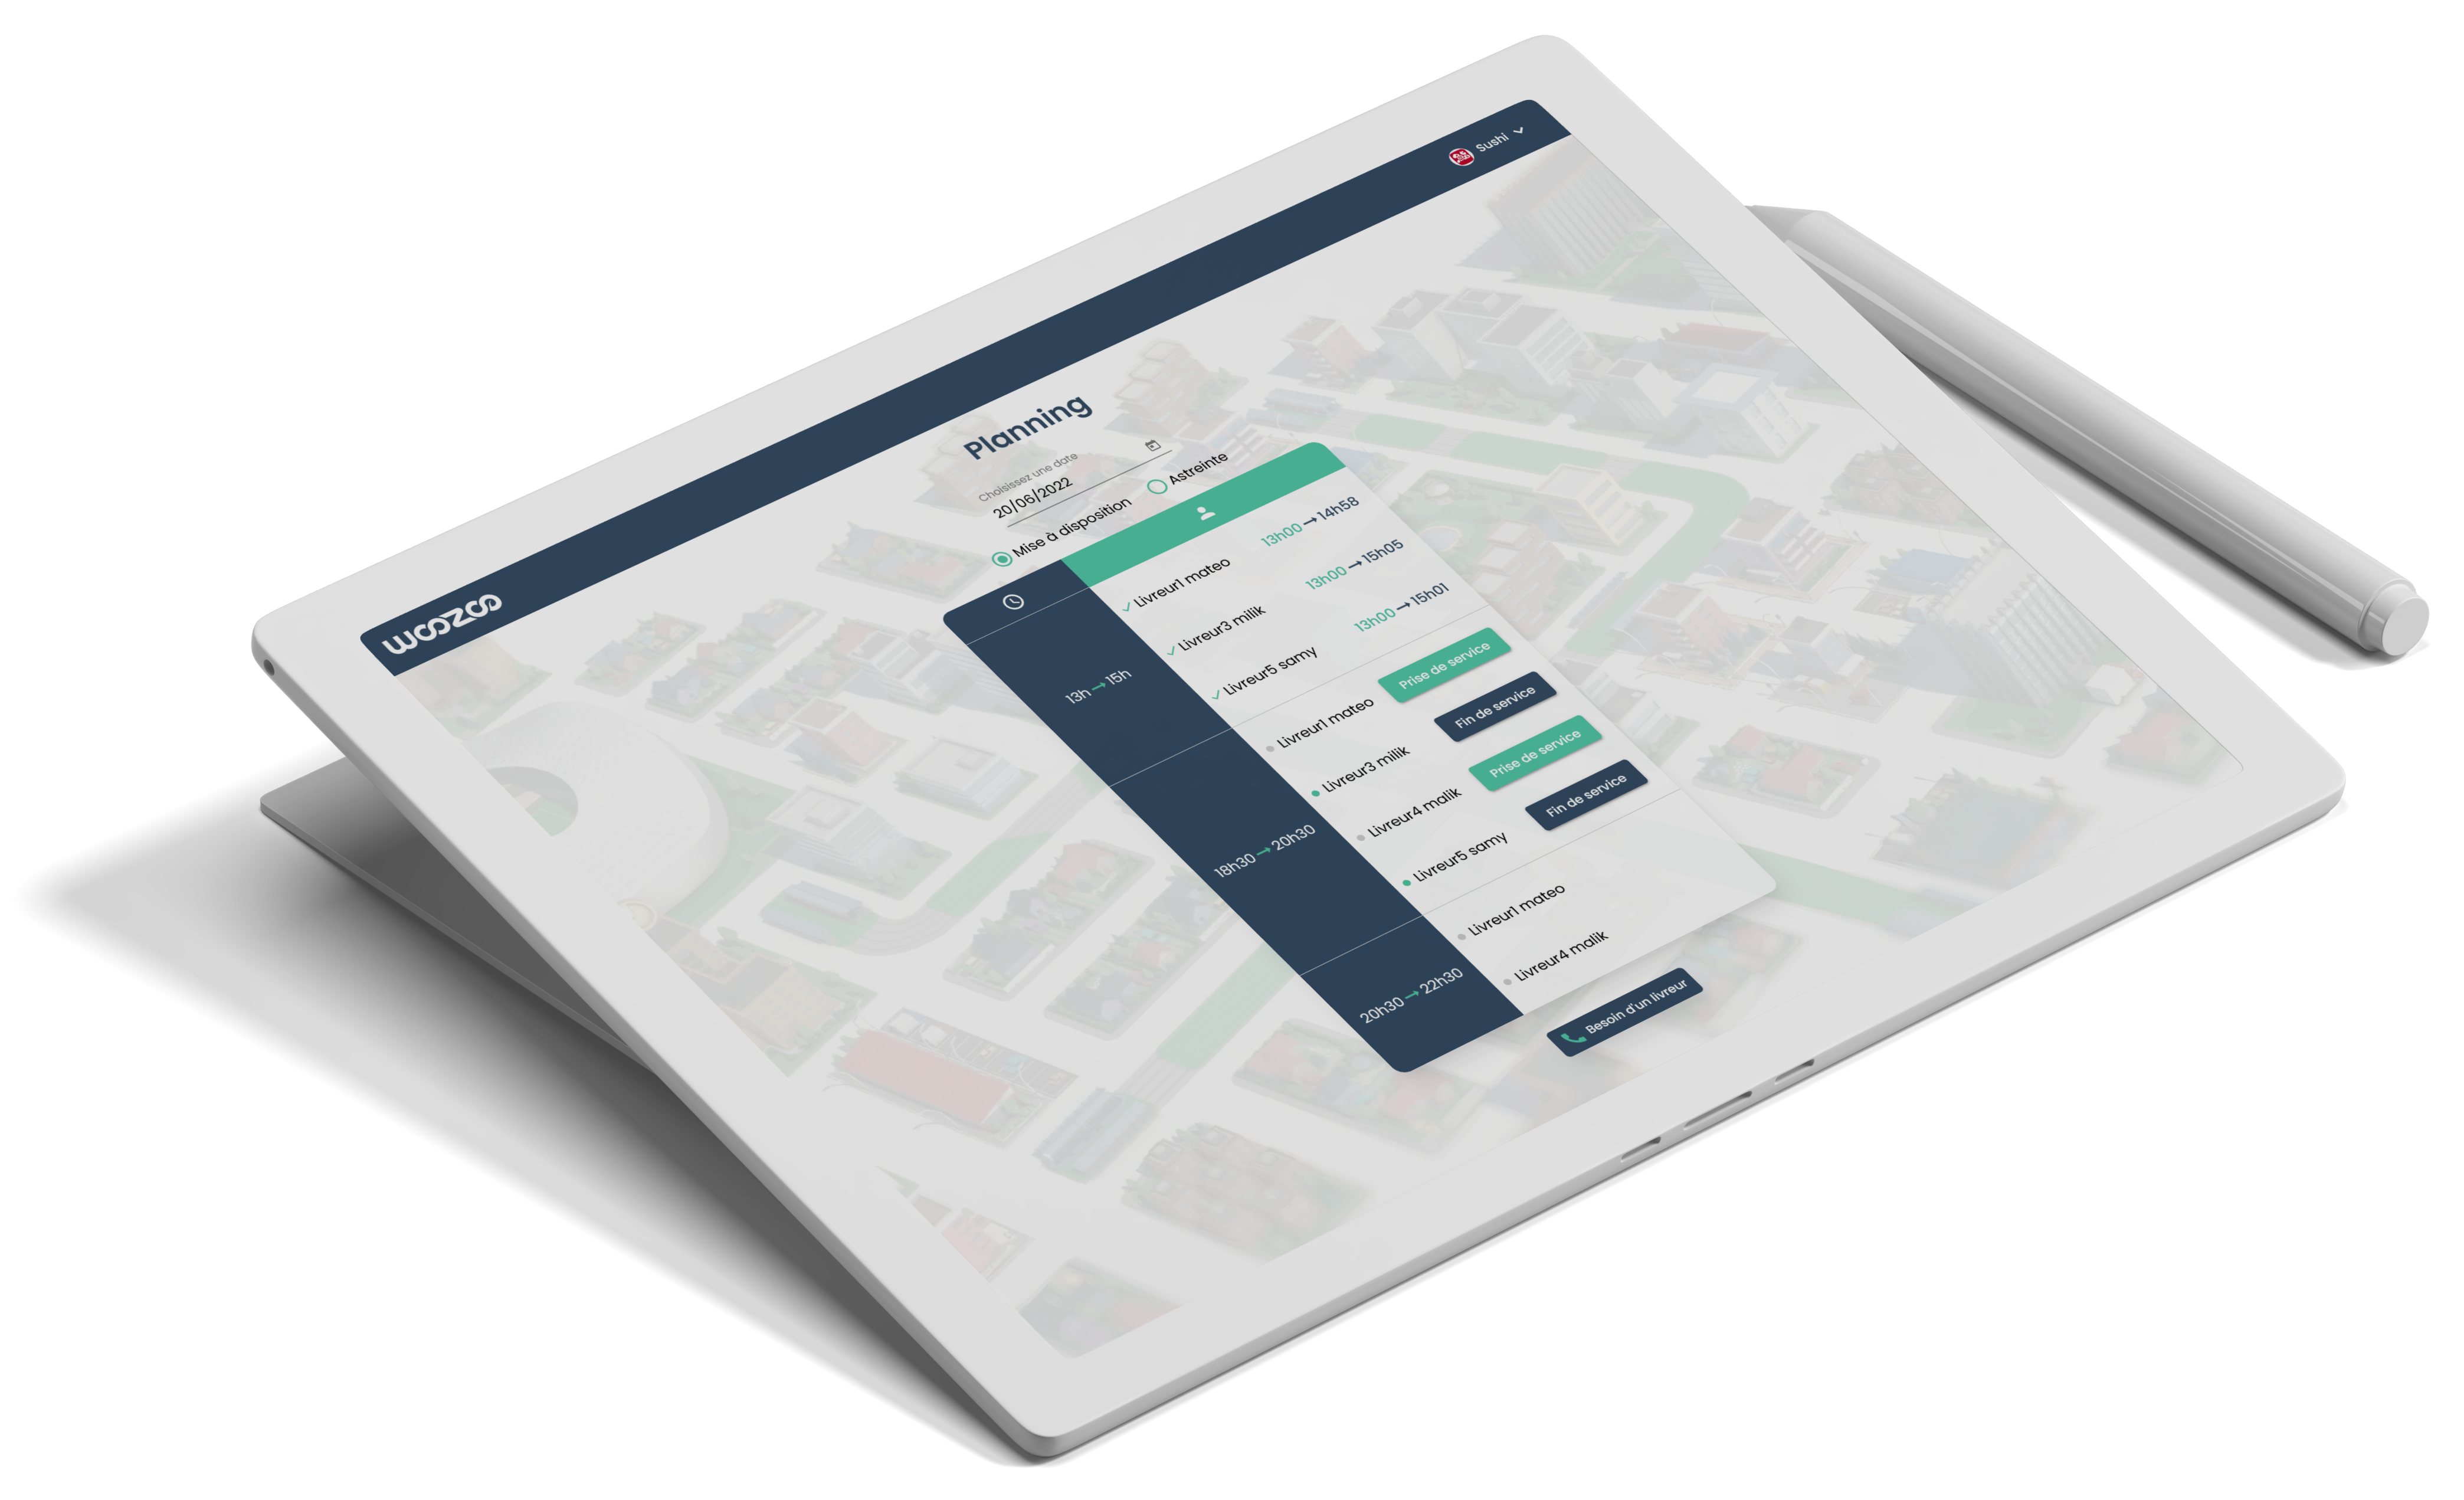 woozoo
Sushi
Planning
Choisissez une date
20/06/2022
Mise à disposition
Astreinte
13h → 15h
Livreur1 mateo 13h00 → 14h58
Livreur3 milik 13h00 → 15h05
Livreur5 samy 13h00 → 15h01
18h30 → 20h30
Livreur1 mateo Prise de service
Livreur3 milik Fin de service
Livreur4 malik Prise de service
Livreur5 samy Fin de service
20h30 → 22h30
Livreur1 mateo
Livreur4 malik
Besoin d'un livreur